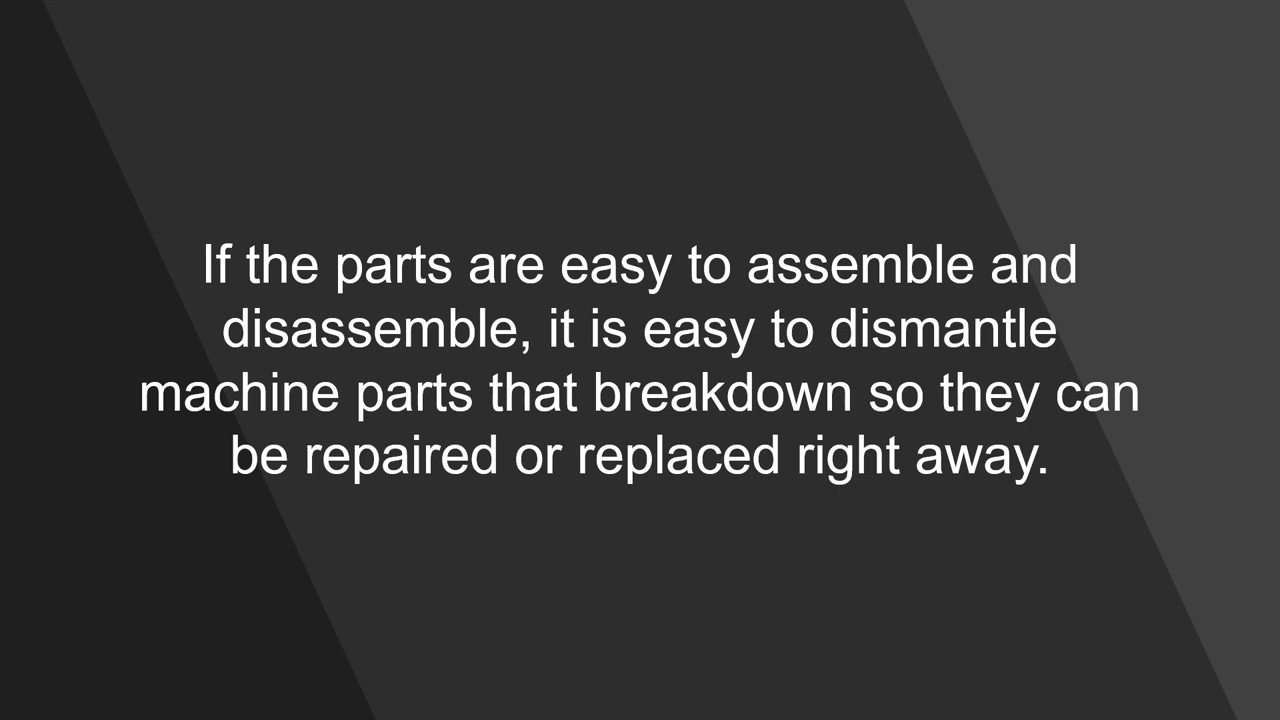 If the parts are easy to assemble and
disassemble, it is easy to dismantle
machine parts that breakdown so they can
be repaired or replaced right away.